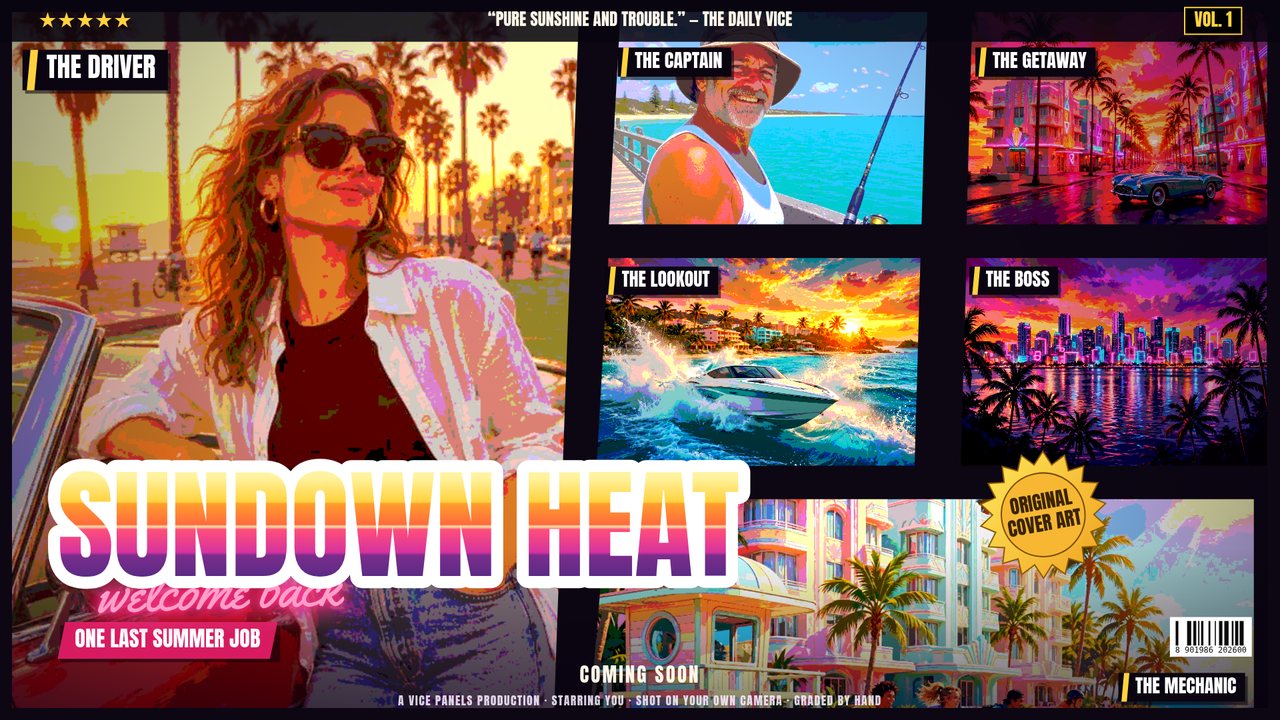 ★★★★★
“PURE SUNSHINE AND TROUBLE.” – THE DAILY VICE
VOL. 1
THE DRIVER
THE CAPTAIN
THE GETAWAY
THE LOOKOUT
THE BOSS
SUNDOWN HEAT
welcome back
ONE LAST SUMMER JOB
ORIGINAL
COVER ART
8 901986 202600
THE MECHANIC
COMING SOON
A VICE PANELS PRODUCTION · STARRING YOU · SHOT ON YOUR OWN CAMERA · GRADED BY HAND